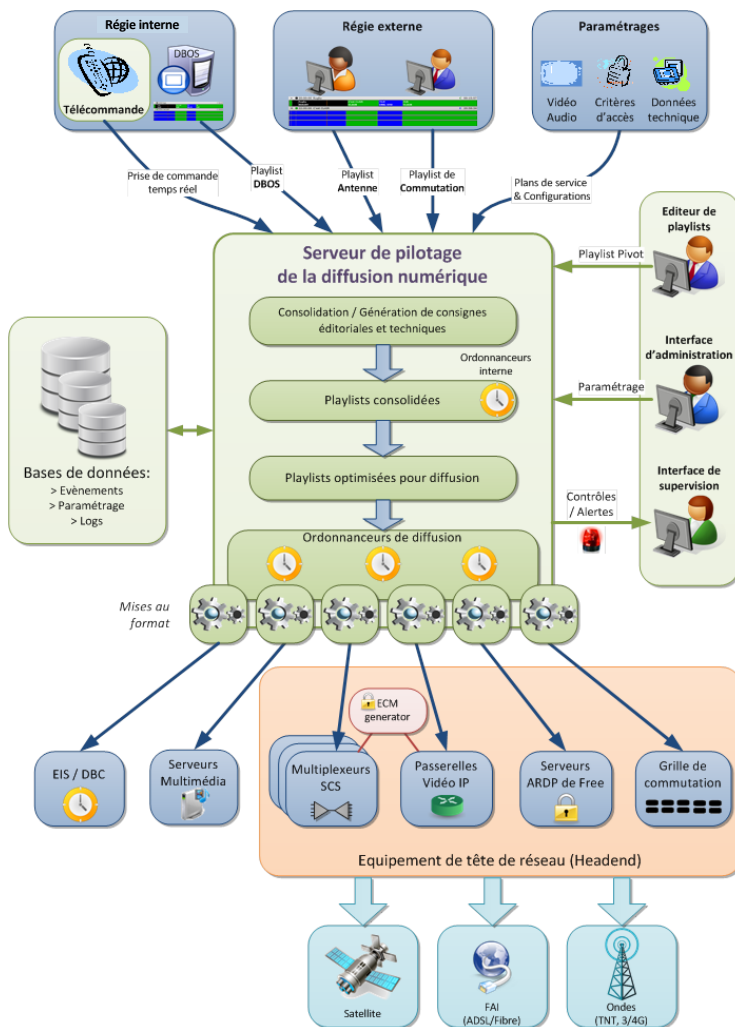 Régie interne
Télécommande
DBOS
Régie externe
Paramétrages
Vidéo
Audio
Critères
d'accès
Données
technique
Prise de commande
temps réel
Playlist
DBOS
Playlist
Antenne
Playlist de
Commutation
Plans de service
& Configurations
Serveur de pilotage
de la diffusion numérique
Consolidation / Génération de consignes
éditoriales et techniques
Ordonnanceurs
interne
Playlists consolidées
Playlists optimisées pour diffusion
Ordonnanceurs de diffusion
Mises au
format
Bases de données:
> Evènements
> Paramétrage
> Logs
Editeur de
playlists
Playlist Pivot
Interface
d'administration
Paramétrage
Interface de
supervision
Contrôles
/ Alertes
EIS / DBC
Serveurs
Multimédia
ECM
generator
Multiplexeurs
SCS
Passerelles
Vidéo IP
Serveurs
ARDP de Free
Grille de
commutation
Equipement de tête de réseau (Headend)
Satellite
FAI
(ADSL/Fibre)
Ondes
(TNT, 3/4G)